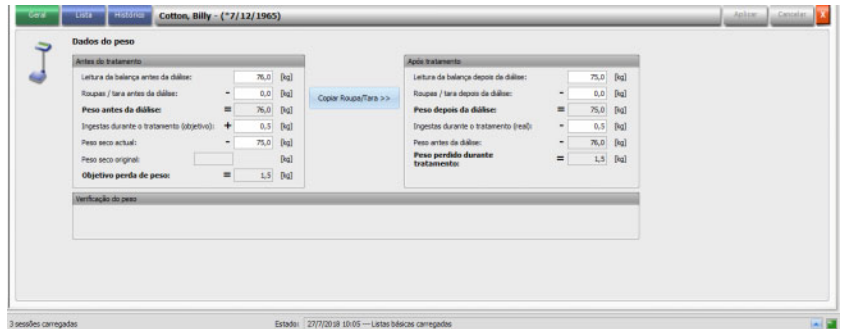 Geral Lista Histórico Cotton, Billy - (*7/12/1965) Aplicar Cancelar X
Dados do peso
Antes do tratamento
Leitura da balança antes da diálise: 76,0 [kg]
Roupas / tara antes da diálise: - 0,0 [kg]
Peso antes da diálise: = 76,0 [kg]
Ingestas durante o tratamento (objetivo): + 0,5 [kg]
Peso seco actual: - 75,0 [kg]
Peso seco original: [kg]
Objetivo perda de peso: = 1,5 [kg]
Copiar Roupa/Tara >>
Após tratamento
Leitura da balança depois da diálise: 75,0 [kg]
Roupas / tara depois da diálise: - 0,0 [kg]
Peso depois da diálise: = 75,0 [kg]
Ingestas durante o tratamento (real): - 0,5 [kg]
Peso antes da diálise: - 76,0 [kg]
Peso perdido durante
tratamento: = 1,5 [kg]
Verificação do peso
3 sessões carregadas Estado: 27/7/2018 10:05 --- Listas básicas carregadas